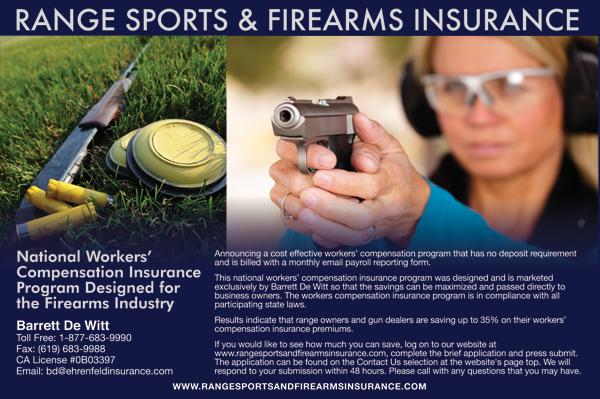 RANGE SPORTS & FIREARMS INSURANCE
National Workers'
Compensation Insurance
Program Designed for
the Firearms Industry
Barrett De Witt
Toll Free: 1-877-683-9990
Fax: (619) 683-9988
CA License #0B03397
Email: bd@ehrenfeldinsurance.com
Announcing a cost effective workers' compensation program that has no deposit requirement
and is billed with a monthly email payroll reporting form.
This national workers' compensation insurance program was designed and is marketed
exclusively by Barrett De Witt so that the savings can be maximized and passed directly to
business owners. The workers compensation insurance program is in compliance with all
participating state laws.
Results indicate that range owners and gun dealers are saving up to 35% on their workers'
compensation insurance premiums.
If you would like to see how much you can save, log on to our website at
www.rangesportsandfirearmsinsurance.com, complete the brief application and press submit.
The application can be found on the Contact Us selection at the website's page top. We will
respond to your submission within 48 hours. Please call with any questions that you may have.
WWW.RANGESPORTSANDFIREARMSINSURANCE.COM